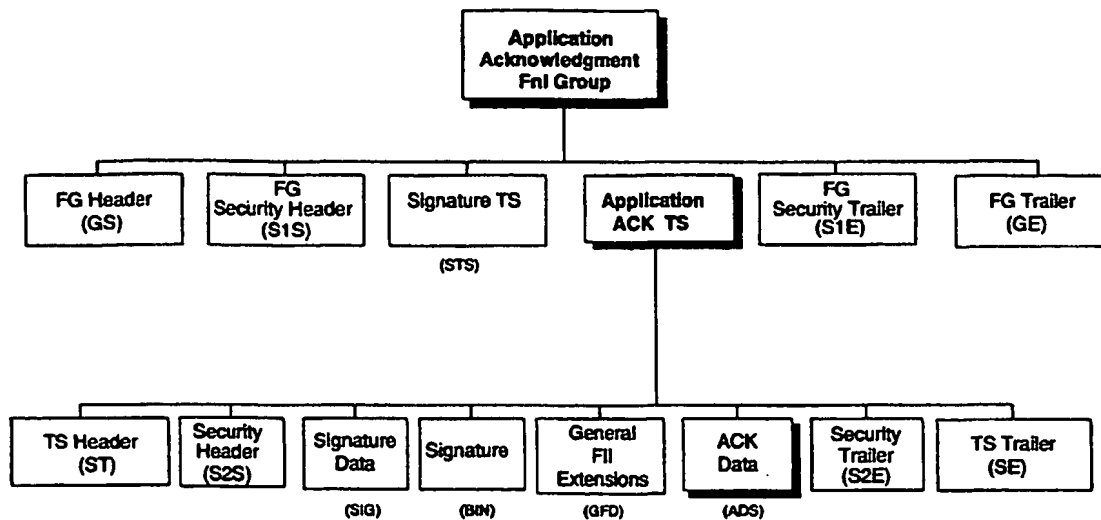 Application
Acknowledgment
Fnl Group
FG Header
(GS)
FG
Security Header
(S1S)
Signature TS
(STS)
Application
ACK TS
FG
Security Trailer
(S1E)
FG Trailer
(GE)
TS Header
(ST)
Security
Header
(S2S)
Signature
Data
(SIG)
Signature
(BIN)
General
FII
Extensions
(GFD)
ACK
Data
(ADS)
Security
Trailer
(S2E)
TS Trailer
(SE)